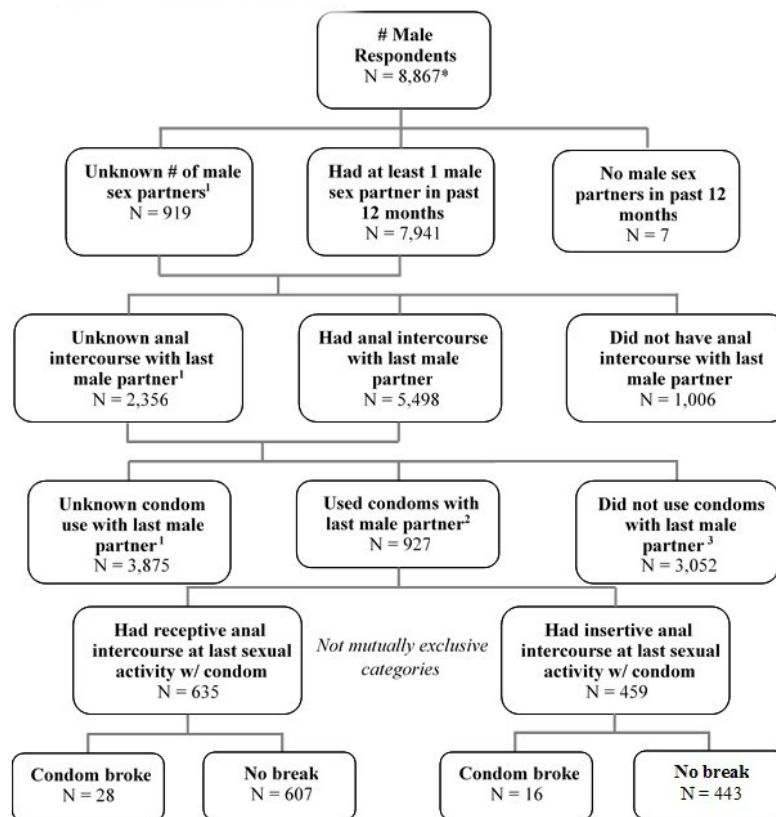 # Male
Respondents
N = 8,867*
Unknown # of male
sex partners¹
N = 919
Had at least 1 male
sex partner in past
12 months
N = 7,941
No male sex
partners in past 12
months
N = 7
Unknown anal
intercourse with last
male partner¹
N = 2,356
Had anal intercourse
with last male
partner
N = 5,498
Did not have anal
intercourse with last
male partner
N = 1,006
Unknown condom
use with last male
partner¹
N = 3,875
Used condoms with
last male partner²
N = 927
Did not use condoms
with last male
partner ³
N = 3,052
Had receptive anal
intercourse at last sexual
activity w/ condom
N = 635
Not mutually exclusive
categories
Had insertive anal
intercourse at last sexual
activity w/ condom
N = 459
Condom broke
N = 28
No break
N = 607
Condom broke
N = 16
No break
N = 443